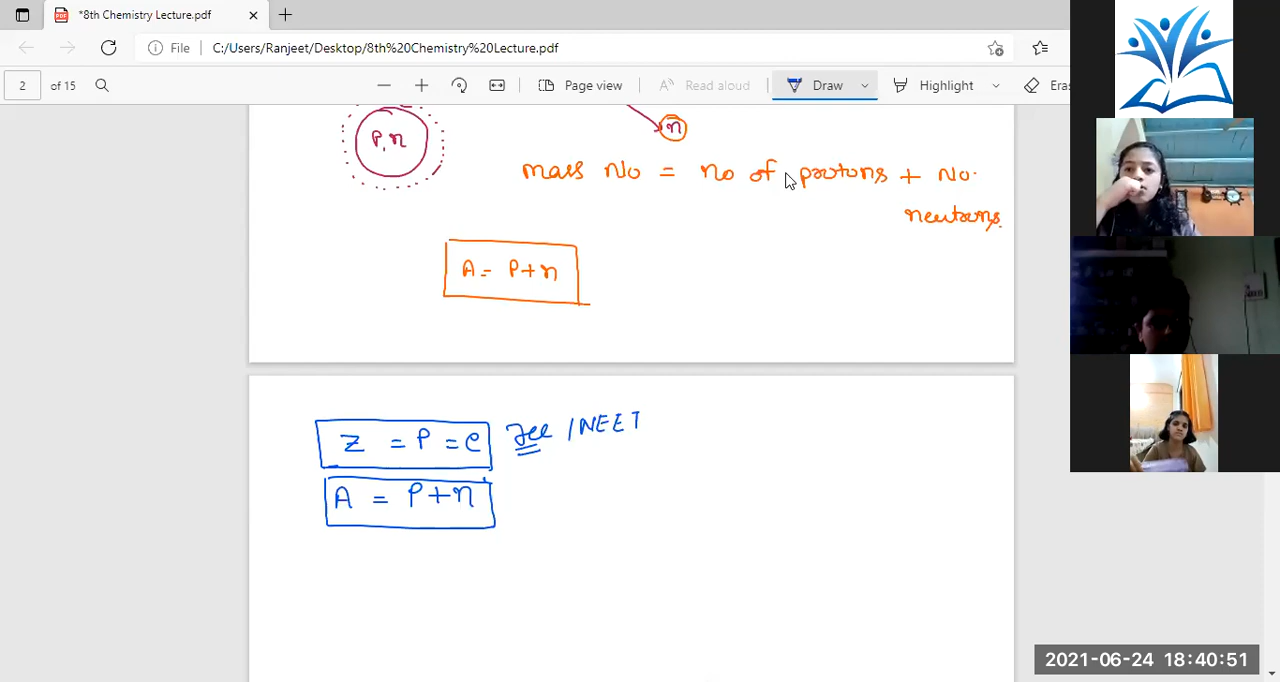 *8th Chemistry Lecture.pdf
File C:/Users/Ranjeet/Desktop/8th%20Chemistry%20Lecture.pdf
2 of 15 Page view Read aloud Draw Highlight Eras
P, n
n
mass No = no of protons + No.
neutrons.
A = P+n
Z = P = e Jee /NEET
A = P+n
2021-06-24 18:40:51